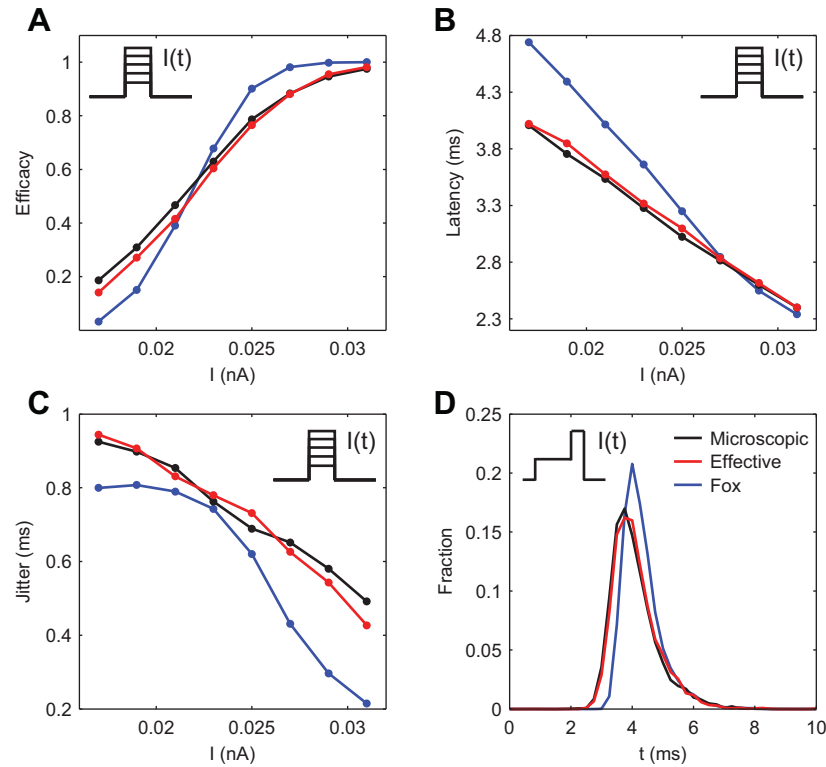 A
I(t)
1
0.8
0.6
0.4
0.2
Efficacy
0.02
0.025
0.03
I (nA)
B
I(t)
4.8
4.3
3.8
3.3
2.8
2.3
Latency (ms)
0.02
0.025
0.03
I (nA)
C
I(t)
1
0.8
0.6
0.4
0.2
Jitter (ms)
0.02
0.025
0.03
I (nA)
D
I(t)
Microscopic
Effective
Fox
0.25
0.2
0.15
0.1
0.05
0
Fraction
0
2
4
6
8
10
t (ms)